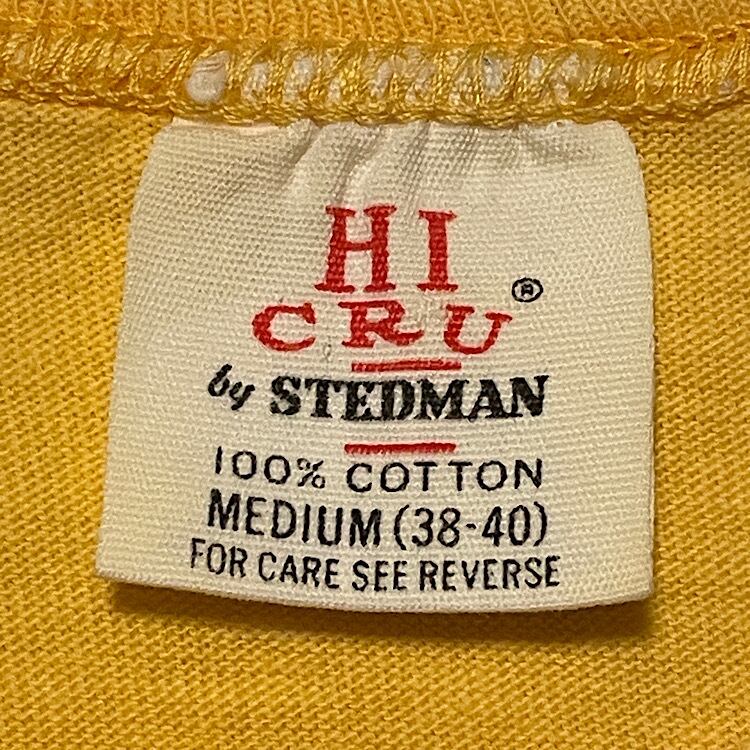 HI
CRU®
by STEDMAN
100% COTTON
MEDIUM (38-40)
FOR CARE SEE REVERSE